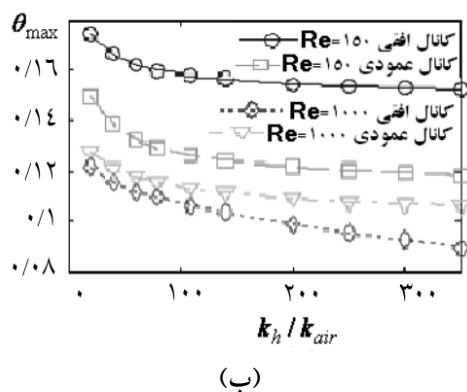 θmax
Re=۱۵۰ کانال افقی
Re=۱۵۰ کانال عمودی
Re=۱۰۰۰ کانال افقی
Re=۱۰۰۰ کانال عمودی
۰/۱۶
۰/۱۴
۰/۱۲
۰/۱
۰/۰۸
۰ ۱۰۰ ۲۰۰ ۳۰۰
kh / kair
(ب)